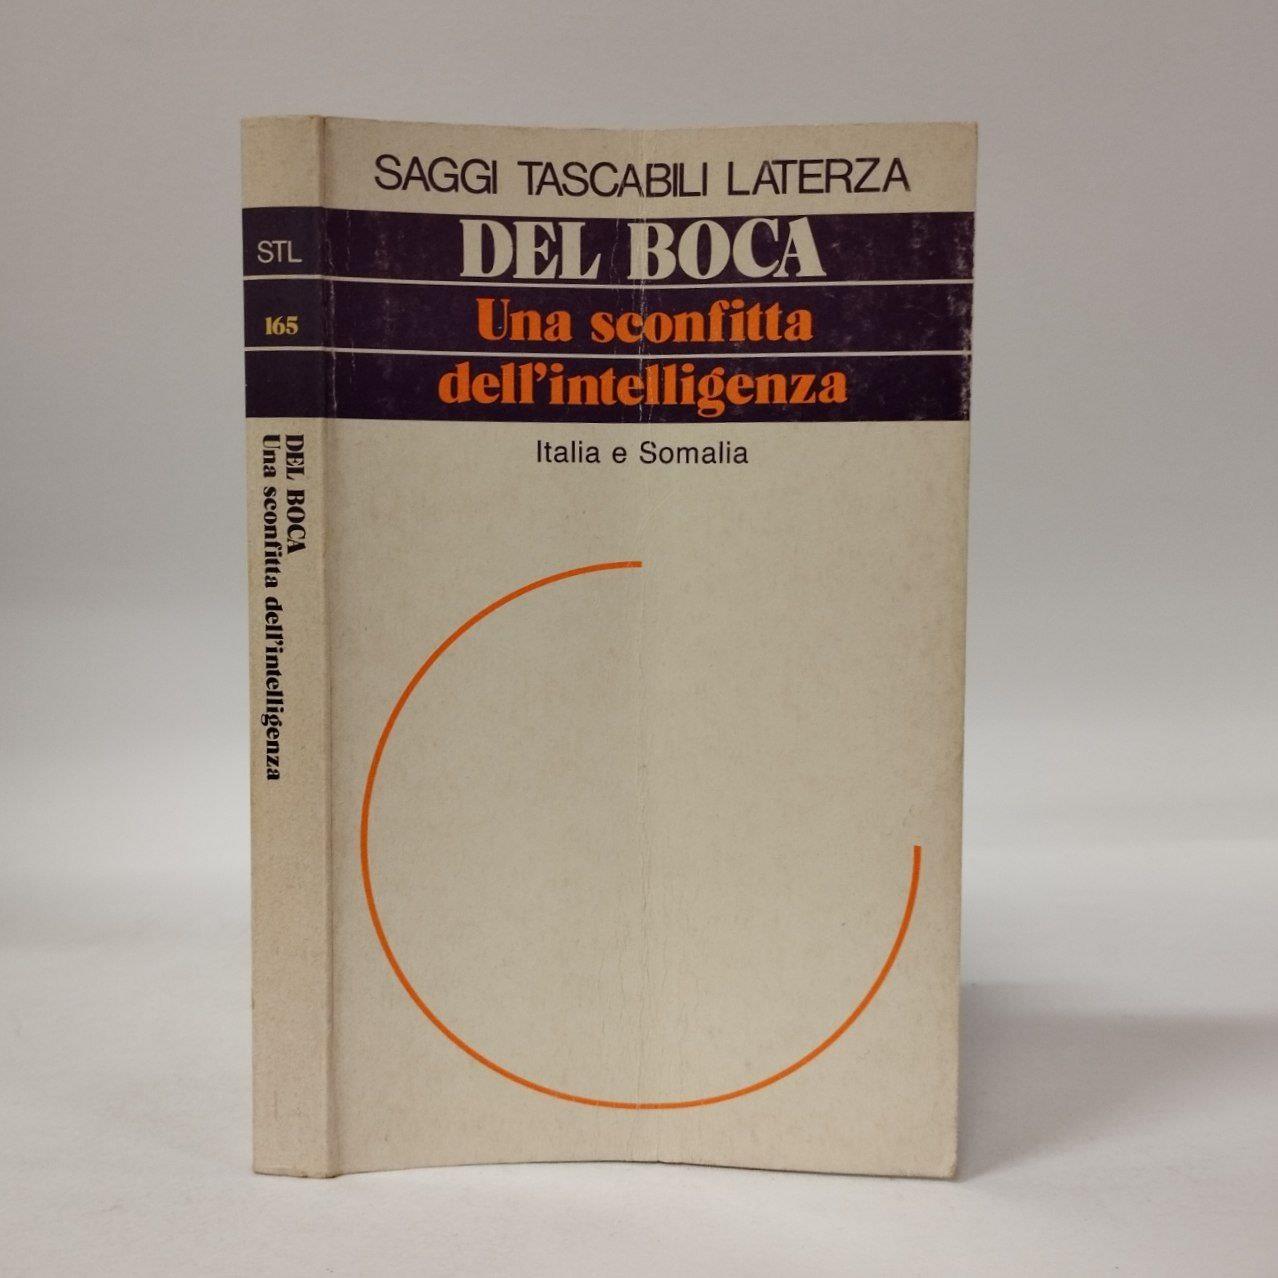 SAGGI TASCABILI LATERZA
DEL BOCA
Una sconfitta
dell'intelligenza
Italia e Somalia
STL
165
DEL BOCA
Una sconfitta dell'intelligenza